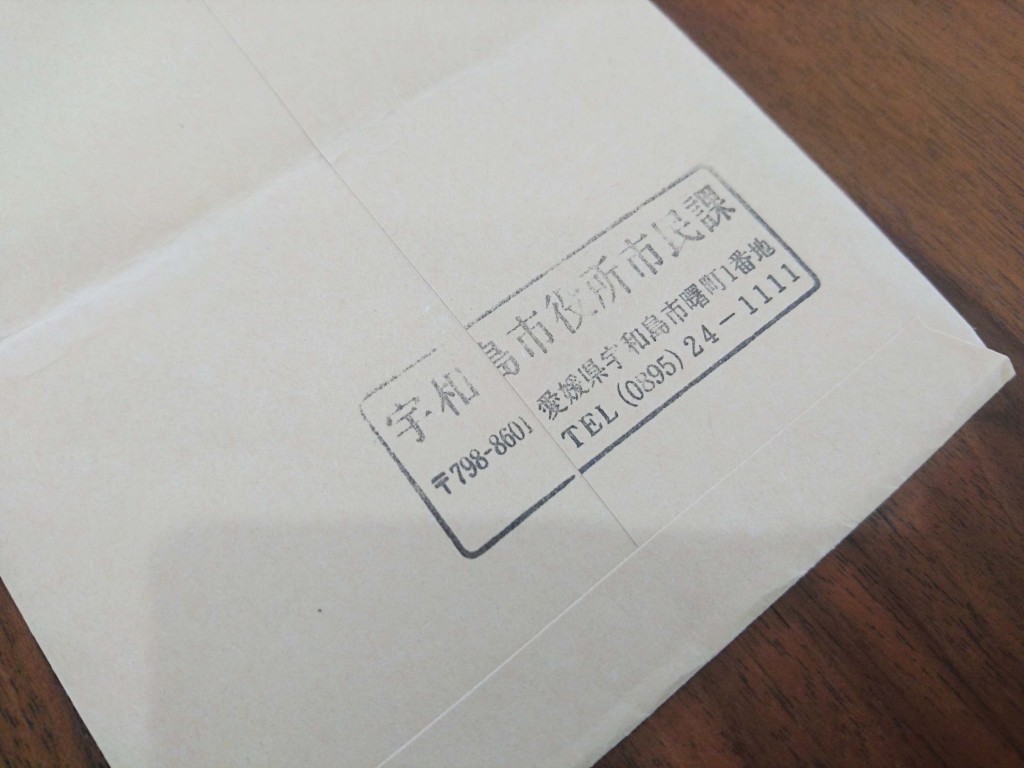 宇和島市役所市民課
〒798-8601 愛媛県宇和島市曙町1番地
TEL (0895) 24-1111